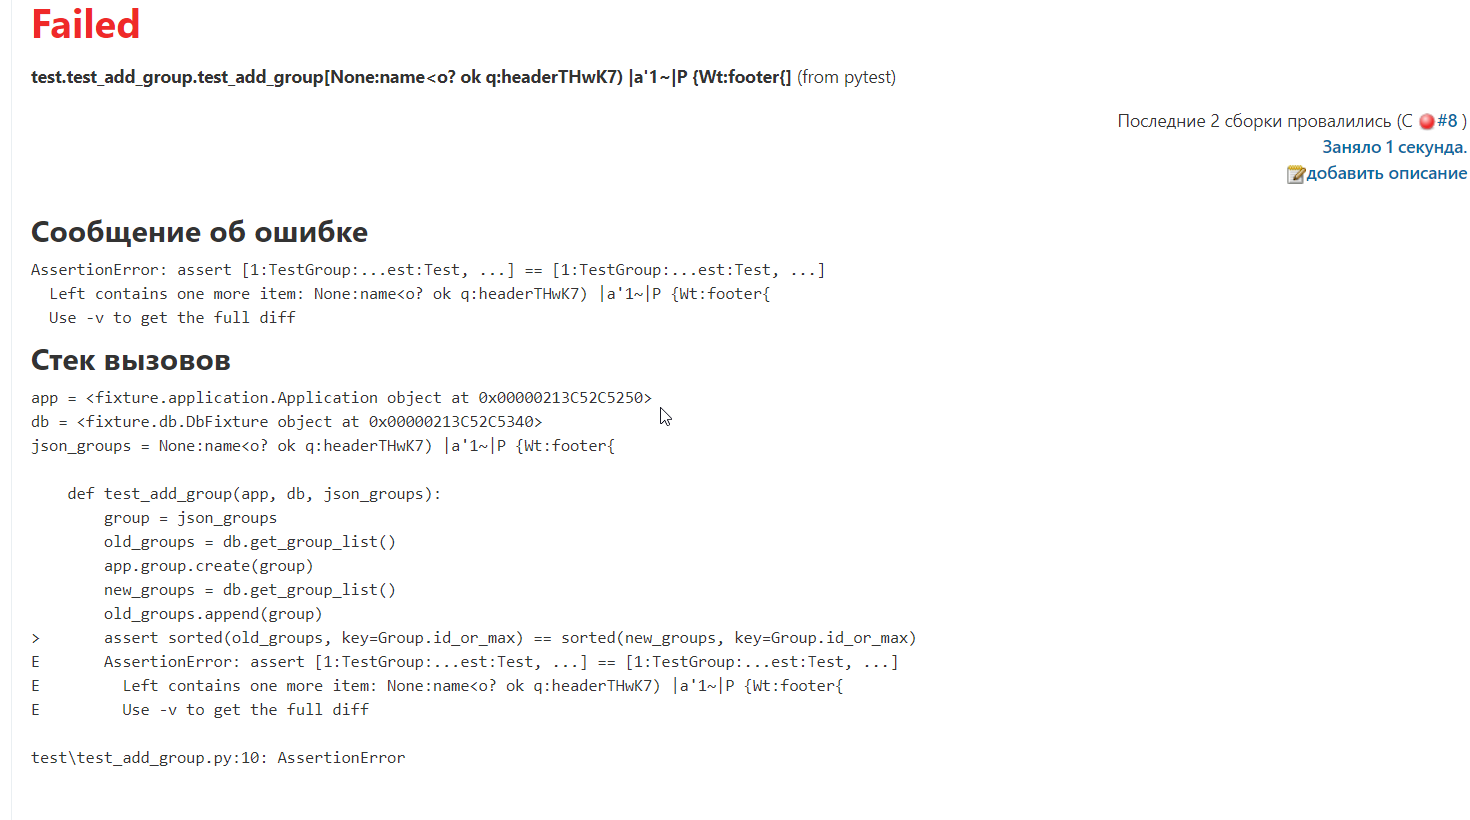 Failed
test.test_add_group.test_add_group[None:name<o? ok q:headerTHwK7) |a'1~|P {Wt:footer{] (from pytest)
Последние 2 сборки провалились (С #8 )
Заняло 1 секунда.
добавить описание
Сообщение об ошибке
AssertionError: assert [1:TestGroup:...est:Test, ...] == [1:TestGroup:...est:Test, ...]
  Left contains one more item: None:name<o? ok q:headerTHwK7) |a'1~|P {Wt:footer{
  Use -v to get the full diff
Стек вызовов
app = <fixture.application.Application object at 0x00000213C52C5250>
db = <fixture.db.DbFixture object at 0x00000213C52C5340>
json_groups = None:name<o? ok q:headerTHwK7) |a'1~|P {Wt:footer{
    def test_add_group(app, db, json_groups):
        group = json_groups
        old_groups = db.get_group_list()
        app.group.create(group)
        new_groups = db.get_group_list()
        old_groups.append(group)
>       assert sorted(old_groups, key=Group.id_or_max) == sorted(new_groups, key=Group.id_or_max)
E       AssertionError: assert [1:TestGroup:...est:Test, ...] == [1:TestGroup:...est:Test, ...]
E         Left contains one more item: None:name<o? ok q:headerTHwK7) |a'1~|P {Wt:footer{
E         Use -v to get the full diff
test\test_add_group.py:10: AssertionError